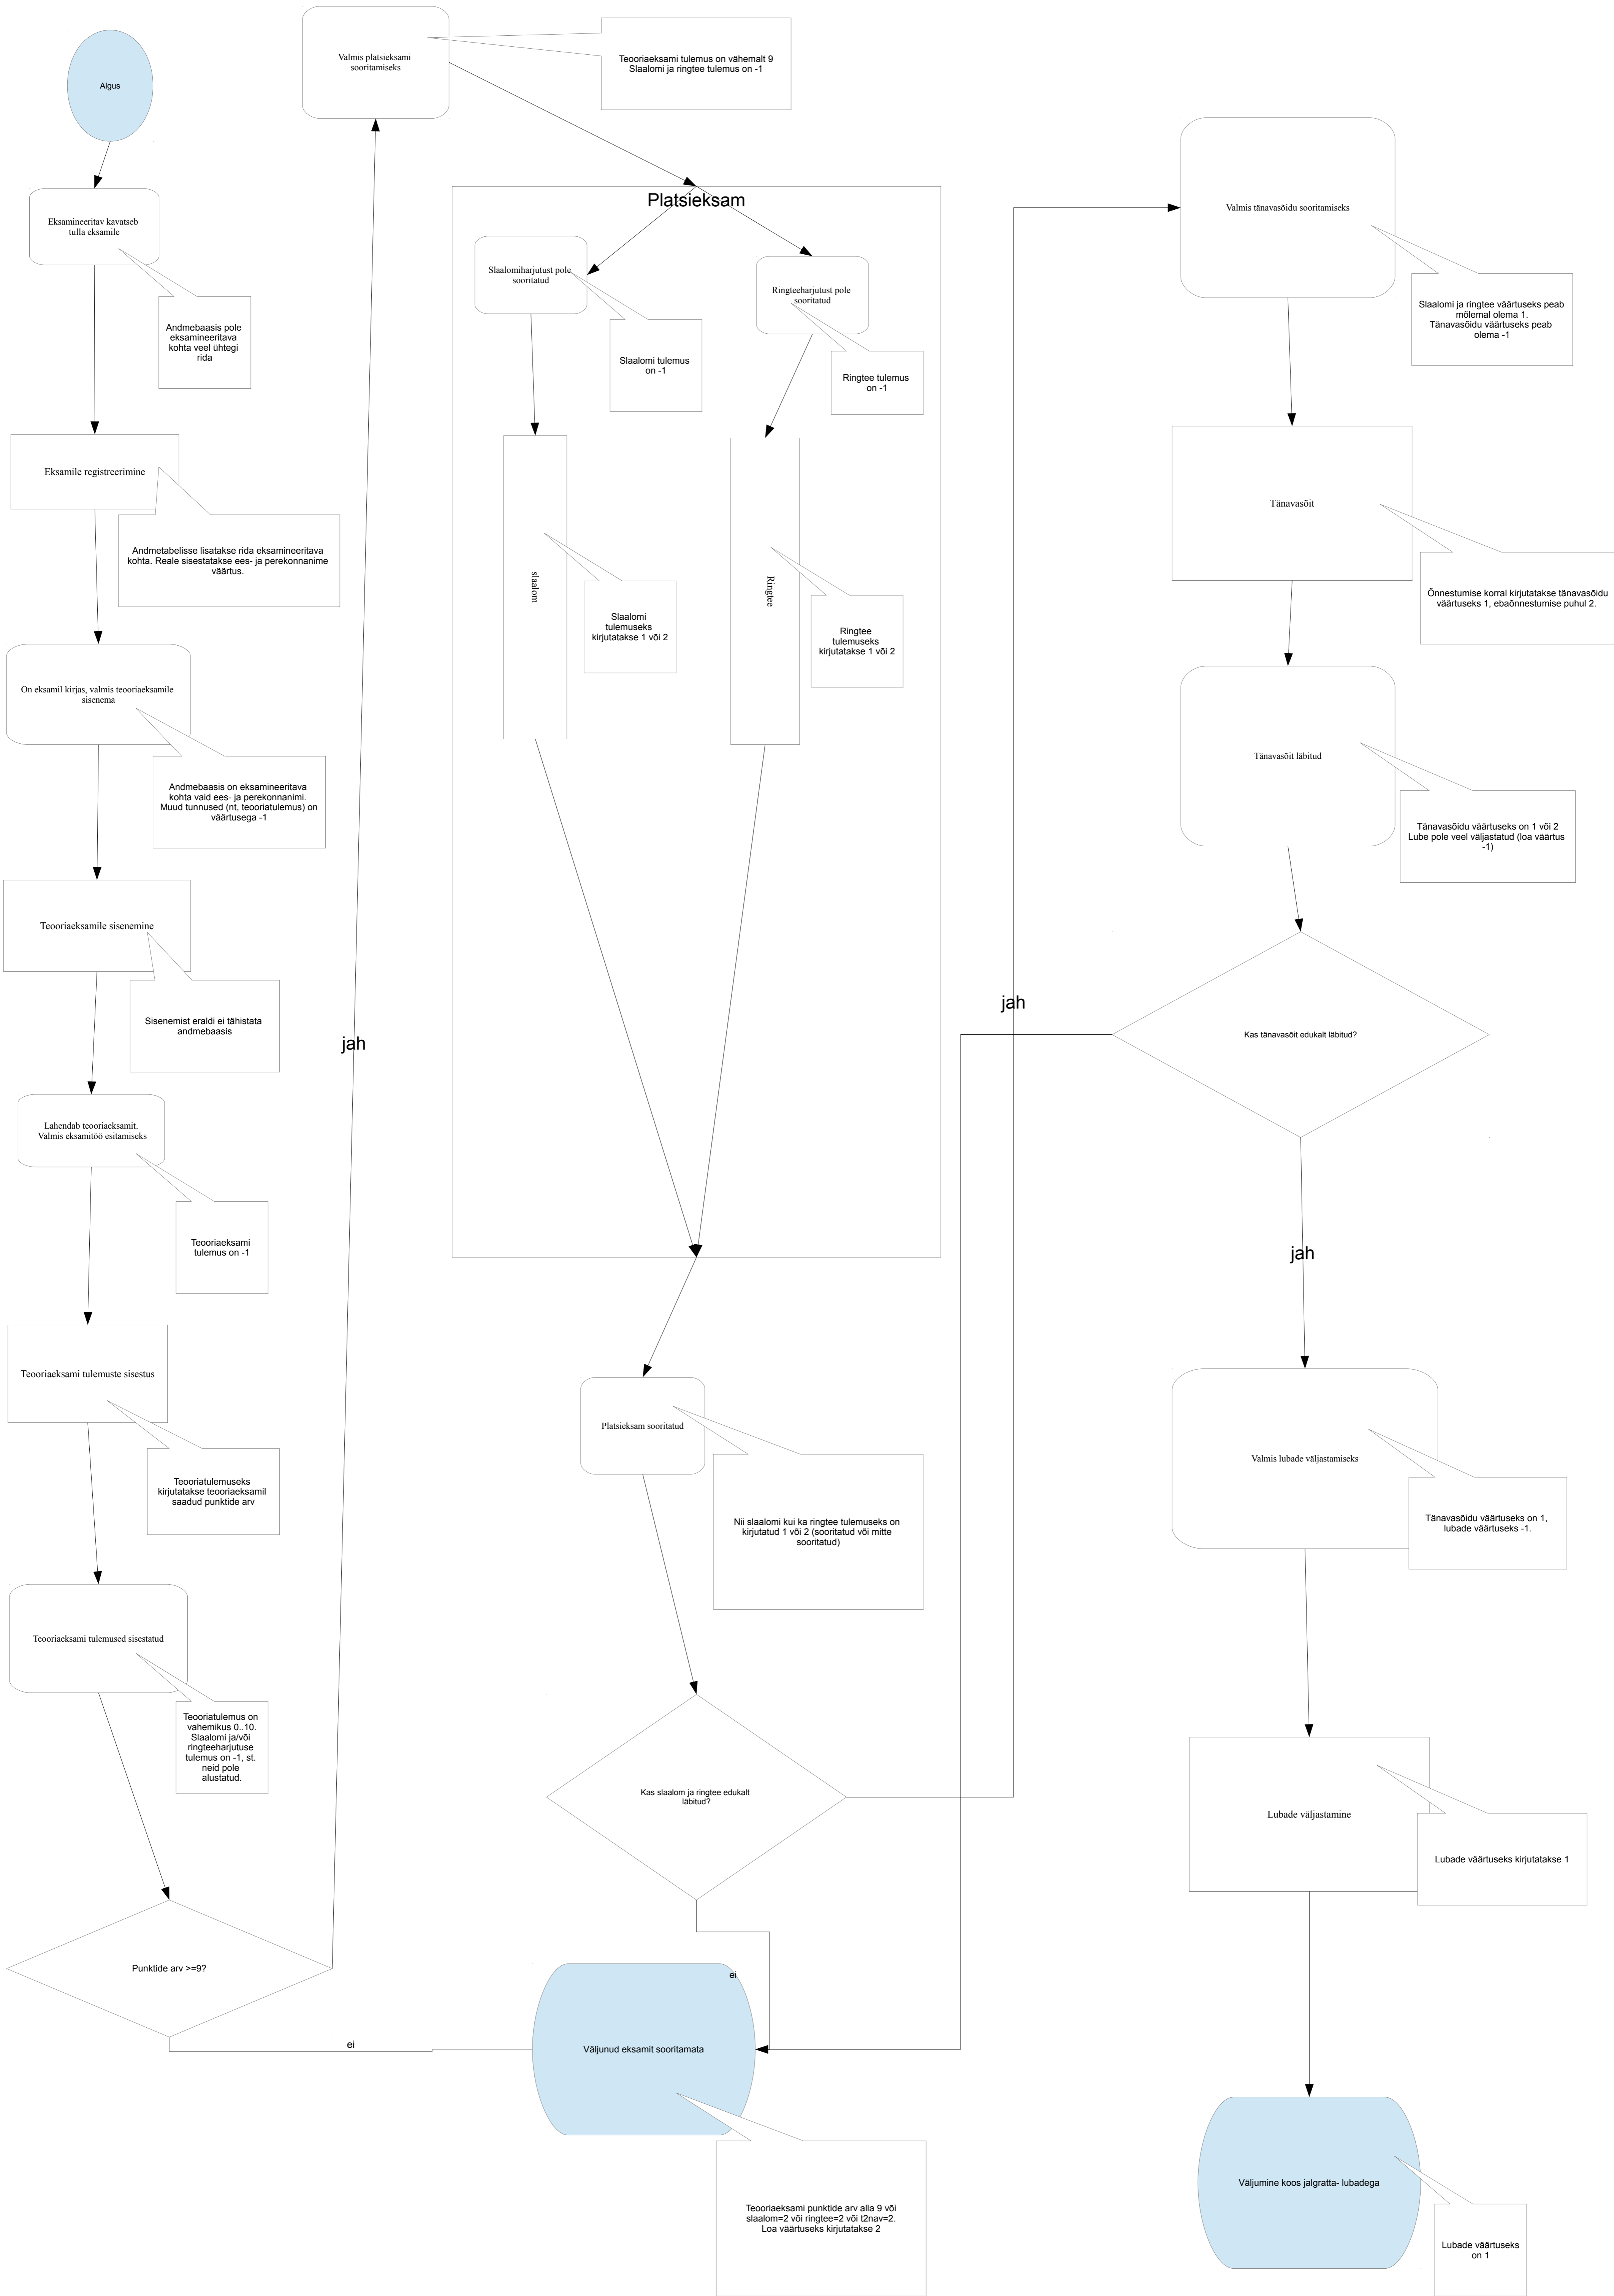 Algus
Eksamineeritav kavatseb
tulla eksamile
Andmebaasis pole
eksamineeritava
kohta veel ühtegi
rida
Eksamile registreerimine
Andmetabelisse lisatakse rida eksamineeritava
kohta. Reale sisestatakse ees- ja perekonnanime
väärtus.
On eksamil kirjas, valmis teooriaeksamile
sisenema
Andmebaasis on eksamineeritava
kohta vaid ees- ja perekonnanimi.
Muud tunnused (nt, teooriatulemus) on
väärtusega -1
Teooriaeksamile sisenemine
Sisenemist eraldi ei tähistata
andmebaasis
Lahendab teooriaeksamit.
Valmis eksamitöö esitamiseks
Teooriaeksami
tulemus on -1
Teooriaeksami tulemuste sisestus
Teooriatulemuseks
kirjutatakse teooriaeksamil
saadud punktide arv
Teooriaeksami tulemused sisestatud
Teooriatulemus on
vahemikus 0..10.
Slaalomi ja/või
ringteeharjutuse
tulemus on -1, st.
neid pole
alustatud.
Punktide arv >=9?
jah
ei
Valmis platsieksami
sooritamiseks
Teooriaeksami tulemus on vähemalt 9
Slaalomi ja ringtee tulemus on -1
Platsieksam
Slaalomiharjutust pole
sooritatud
Slaalomi tulemus
on -1
Ringteeharjutust pole
sooritatud
Ringtee tulemus
on -1
slaalom
Slaalomi
tulemuseks
kirjutatakse 1 või 2
Ringtee
Ringtee
tulemuseks
kirjutatakse 1 või 2
Platsieksam sooritatud
Nii slaalomi kui ka ringtee tulemuseks on
kirjutatud 1 või 2 (sooritatud või mitte
sooritatud)
Kas slaalom ja ringtee edukalt
läbitud?
ei
jah
Väljunud eksamit sooritamata
Teooriaeksami punktide arv alla 9 või
slaalom=2 või ringtee=2 või t2nav=2.
Loa väärtuseks kirjutatakse 2
Valmis tänavasõidu sooritamiseks
Slaalomi ja ringtee väärtuseks peab
mõlemal olema 1.
Tänavasõidu väärtuseks peab
olema -1
Tänavasõit
Õnnestumise korral kirjutatakse tänavasõidu
väärtuseks 1, ebaõnnestumise puhul 2.
Tänavasõit läbitud
Tänavasõidu väärtuseks on 1 või 2
Lube pole veel väljastatud (loa väärtus
-1)
Kas tänavasõit edukalt läbitud?
jah
Valmis lubade väljastamiseks
Tänavasõidu väärtuseks on 1,
lubade väärtuseks -1.
Lubade väljastamine
Lubade väärtuseks kirjutatakse 1
Väljumine koos jalgratta- lubadega
Lubade väärtuseks
on 1